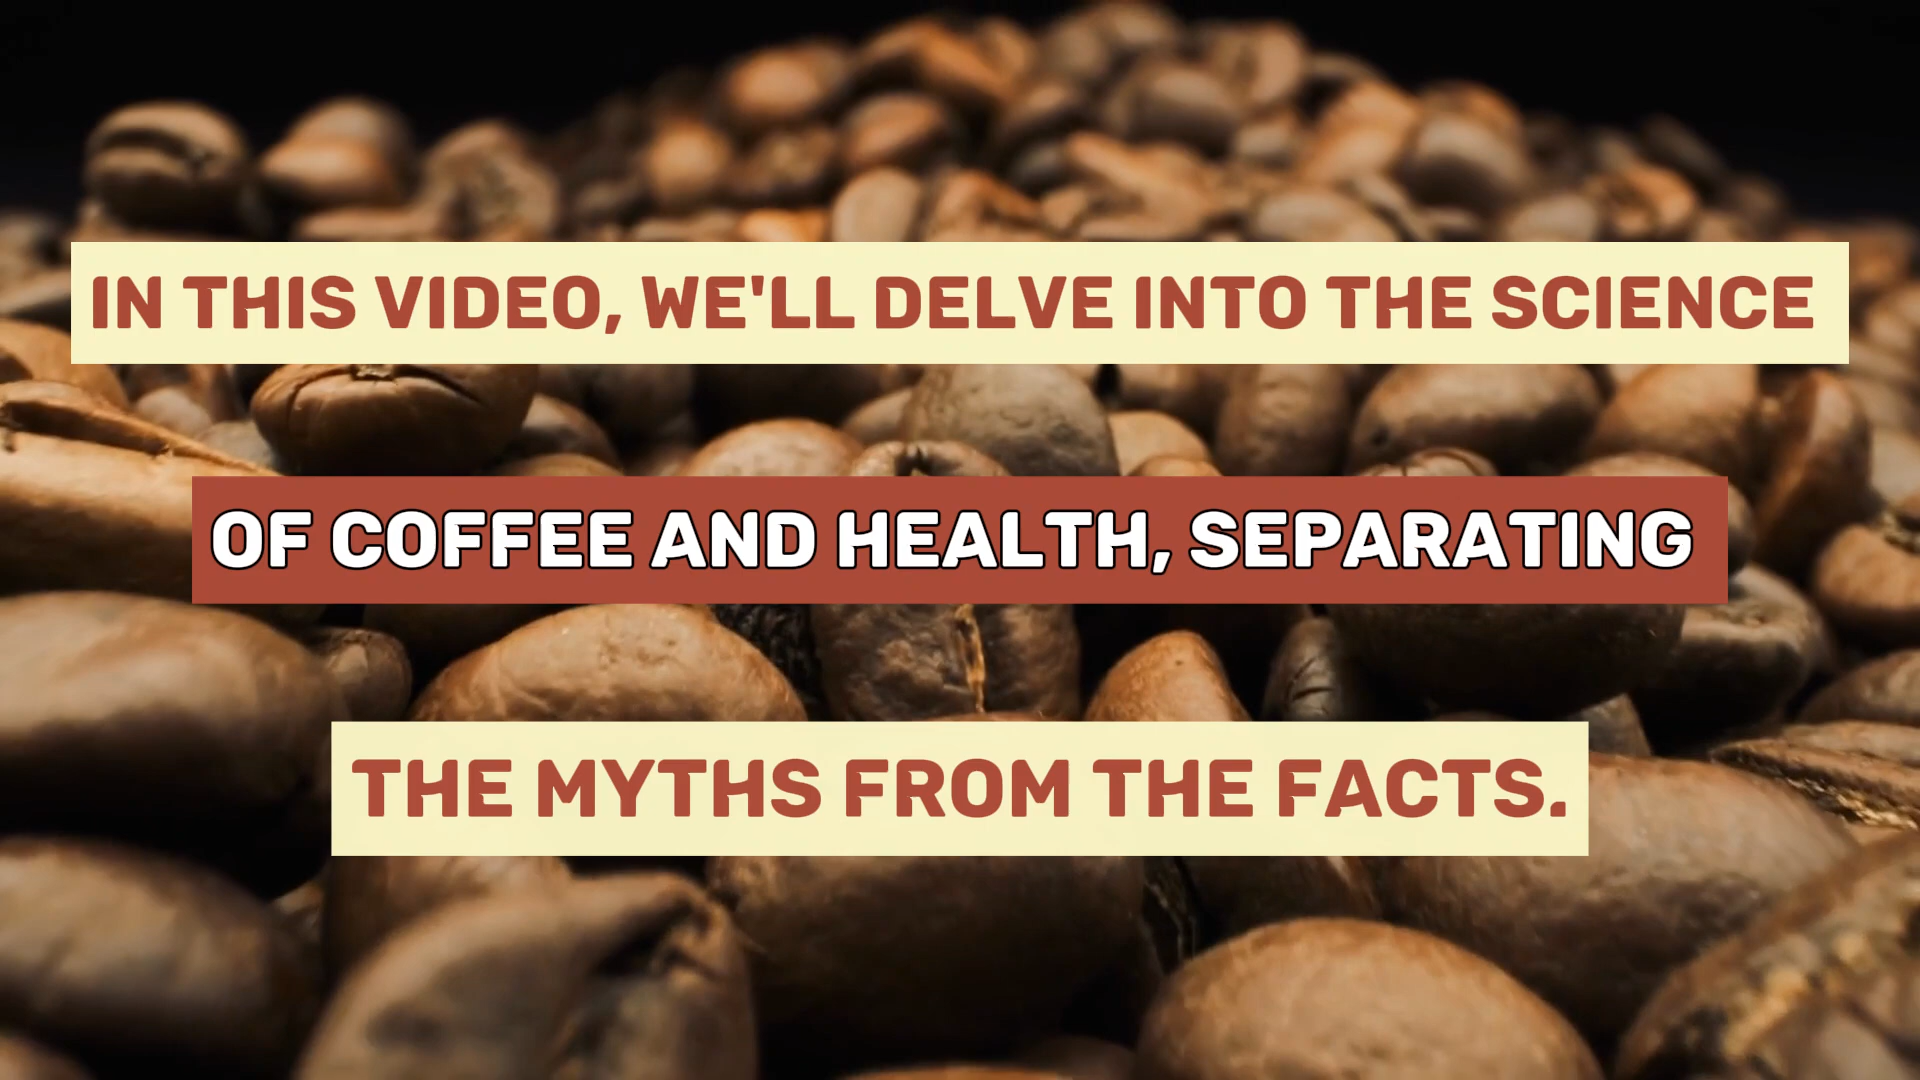 IN THIS VIDEO, WE'LL DELVE INTO THE SCIENCE
OF COFFEE AND HEALTH, SEPARATING
THE MYTHS FROM THE FACTS.